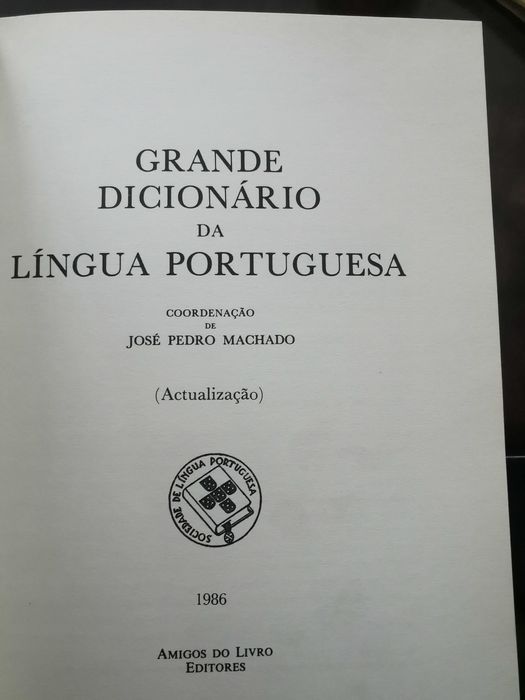 GRANDE
DICIONÁRIO
DA
LÍNGUA PORTUGUESA
COORDENAÇÃO
DE
JOSÉ PEDRO MACHADO
(Actualização)
SOCIEDADE DE LÍNGUA PORTUGUESA
1986
AMIGOS DO LIVRO
EDITORES